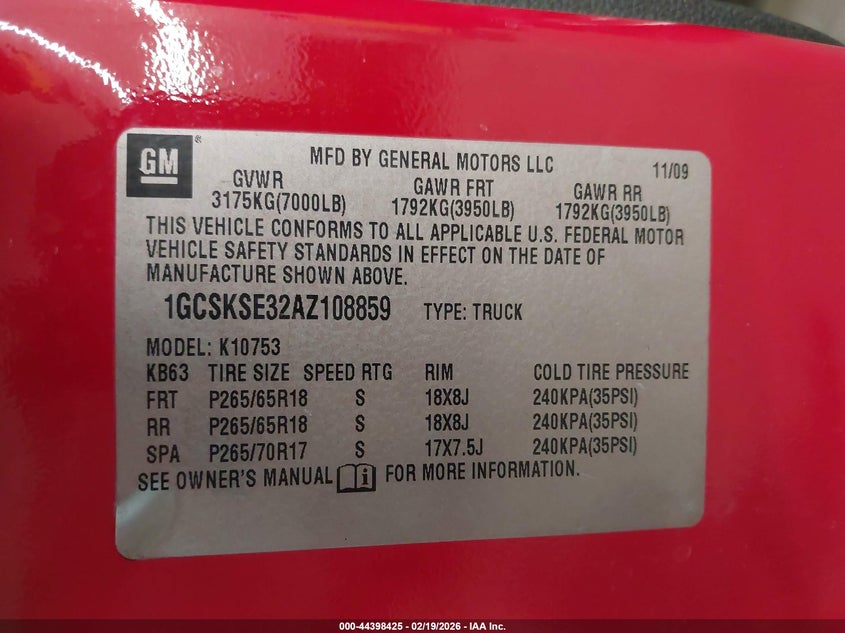 GM ®
MFD BY GENERAL MOTORS LLC 11/09
GVWR GAWR FRT GAWR RR
3175KG(7000LB) 1792KG(3950LB) 1792KG(3950LB)
THIS VEHICLE CONFORMS TO ALL APPLICABLE U.S. FEDERAL MOTOR
VEHICLE SAFETY STANDARDS IN EFFECT ON THE DATE OF
MANUFACTURE SHOWN ABOVE.
1GCSKSE32AZ108859 TYPE: TRUCK
MODEL: K10753
KB63 TIRE SIZE SPEED RTG RIM COLD TIRE PRESSURE
FRT P265/65R18 S 18X8J 240KPA(35PSI)
RR P265/65R18 S 18X8J 240KPA(35PSI)
SPA P265/70R17 S 17X7.5J 240KPA(35PSI)
SEE OWNER'S MANUAL i FOR MORE INFORMATION.
000-44398425 - 02/19/2026 - IAA Inc.